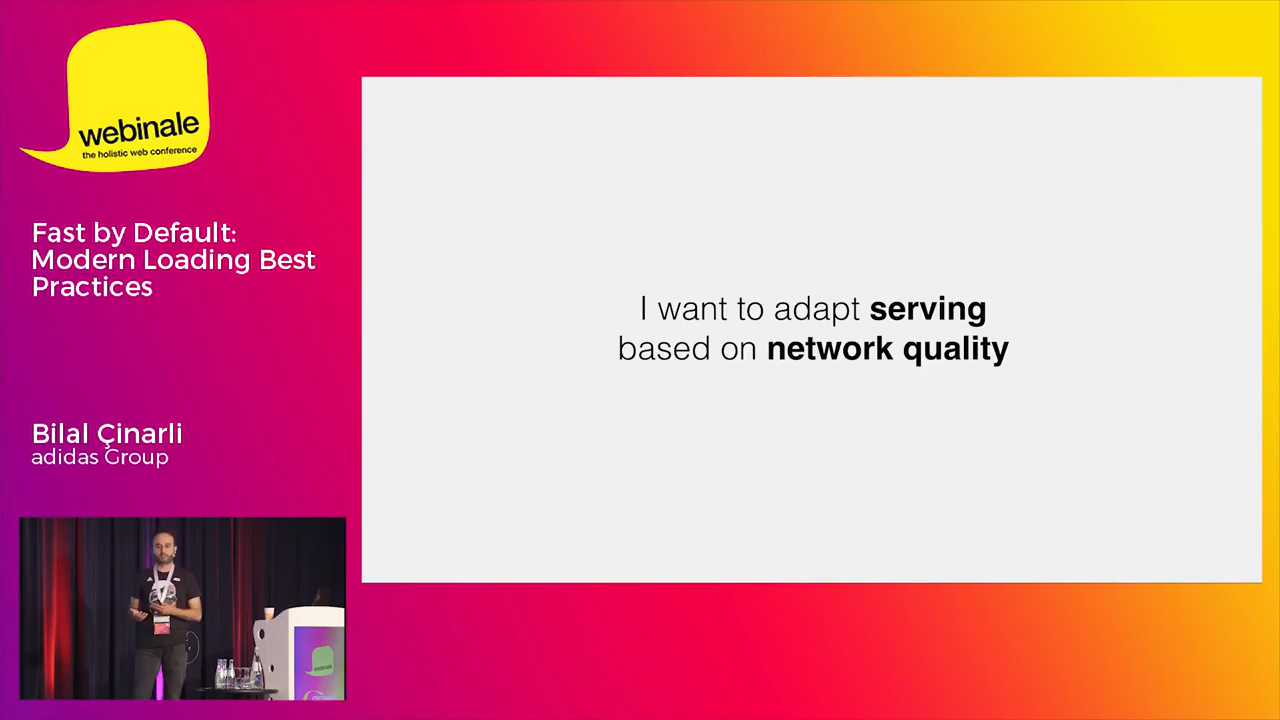 webinale
the holistic web conference
Fast by Default:
Modern Loading Best
Practices
I want to adapt serving
based on network quality
Bilal Çinarli
adidas Group
webinale